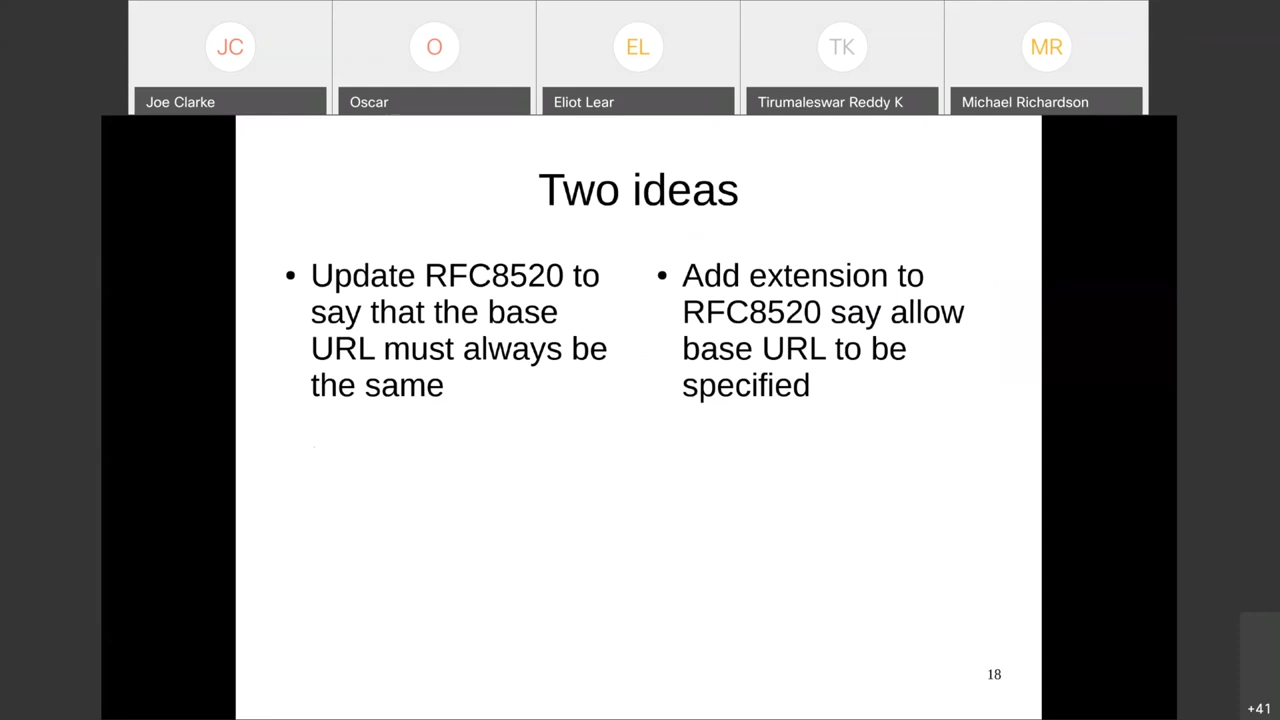 JC
O
EL
TK
MR
Joe Clarke
Oscar
Eliot Lear
Tirumaleswar Reddy K
Michael Richardson
Two ideas
• Update RFC8520 to
say that the base
URL must always be
the same
• Add extension to
RFC8520 say allow
base URL to be
specified
18
+41